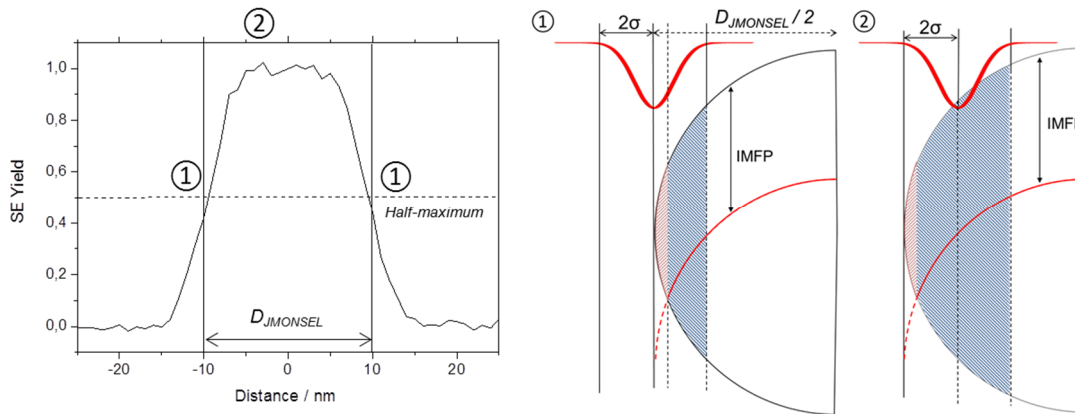 ②
1,0
0,8
0,6
0,4
0,2
0,0
SE Yield
①
①
Half-maximum
D_JMONSEL
-20
-10
0
10
20
Distance / nm
①
2σ
D_JMONSEL / 2
IMFP
②
2σ